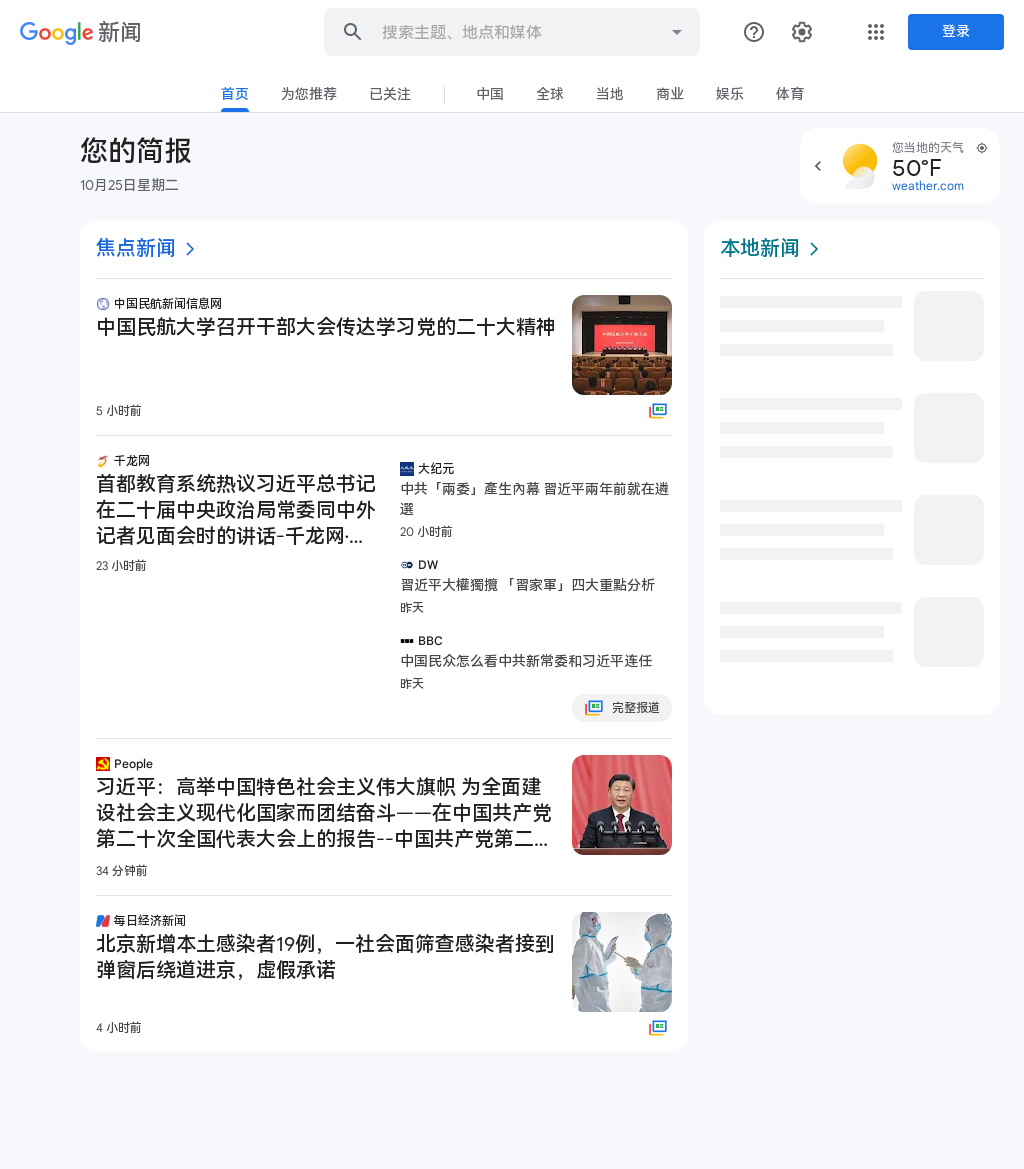 Google 新闻
搜索主题、地点和媒体
登录
首页
为您推荐
已关注
中国
全球
当地
商业
娱乐
体育
您的简报
10月25日星期二
您当地的天气
50°F
weather.com
焦点新闻
中国民航新闻信息网
中国民航大学召开干部大会传达学习党的二十大精神
5 小时前
千龙网
首都教育系统热议习近平总书记
在二十届中央政治局常委同中外
记者见面会时的讲话-千龙网·...
23 小时前
大纪元
中共「兩委」產生內幕 習近平兩年前就在遴
選
20 小时前
DW
習近平大權獨攬 「習家軍」四大重點分析
昨天
BBC
中国民众怎么看中共新常委和习近平连任
昨天
完整报道
People
习近平：高举中国特色社会主义伟大旗帜 为全面建
设社会主义现代化国家而团结奋斗——在中国共产党
第二十次全国代表大会上的报告--中国共产党第二...
34 分钟前
每日经济新闻
北京新增本土感染者19例，一社会面筛查感染者接到
弹窗后绕道进京，虚假承诺
4 小时前
本地新闻